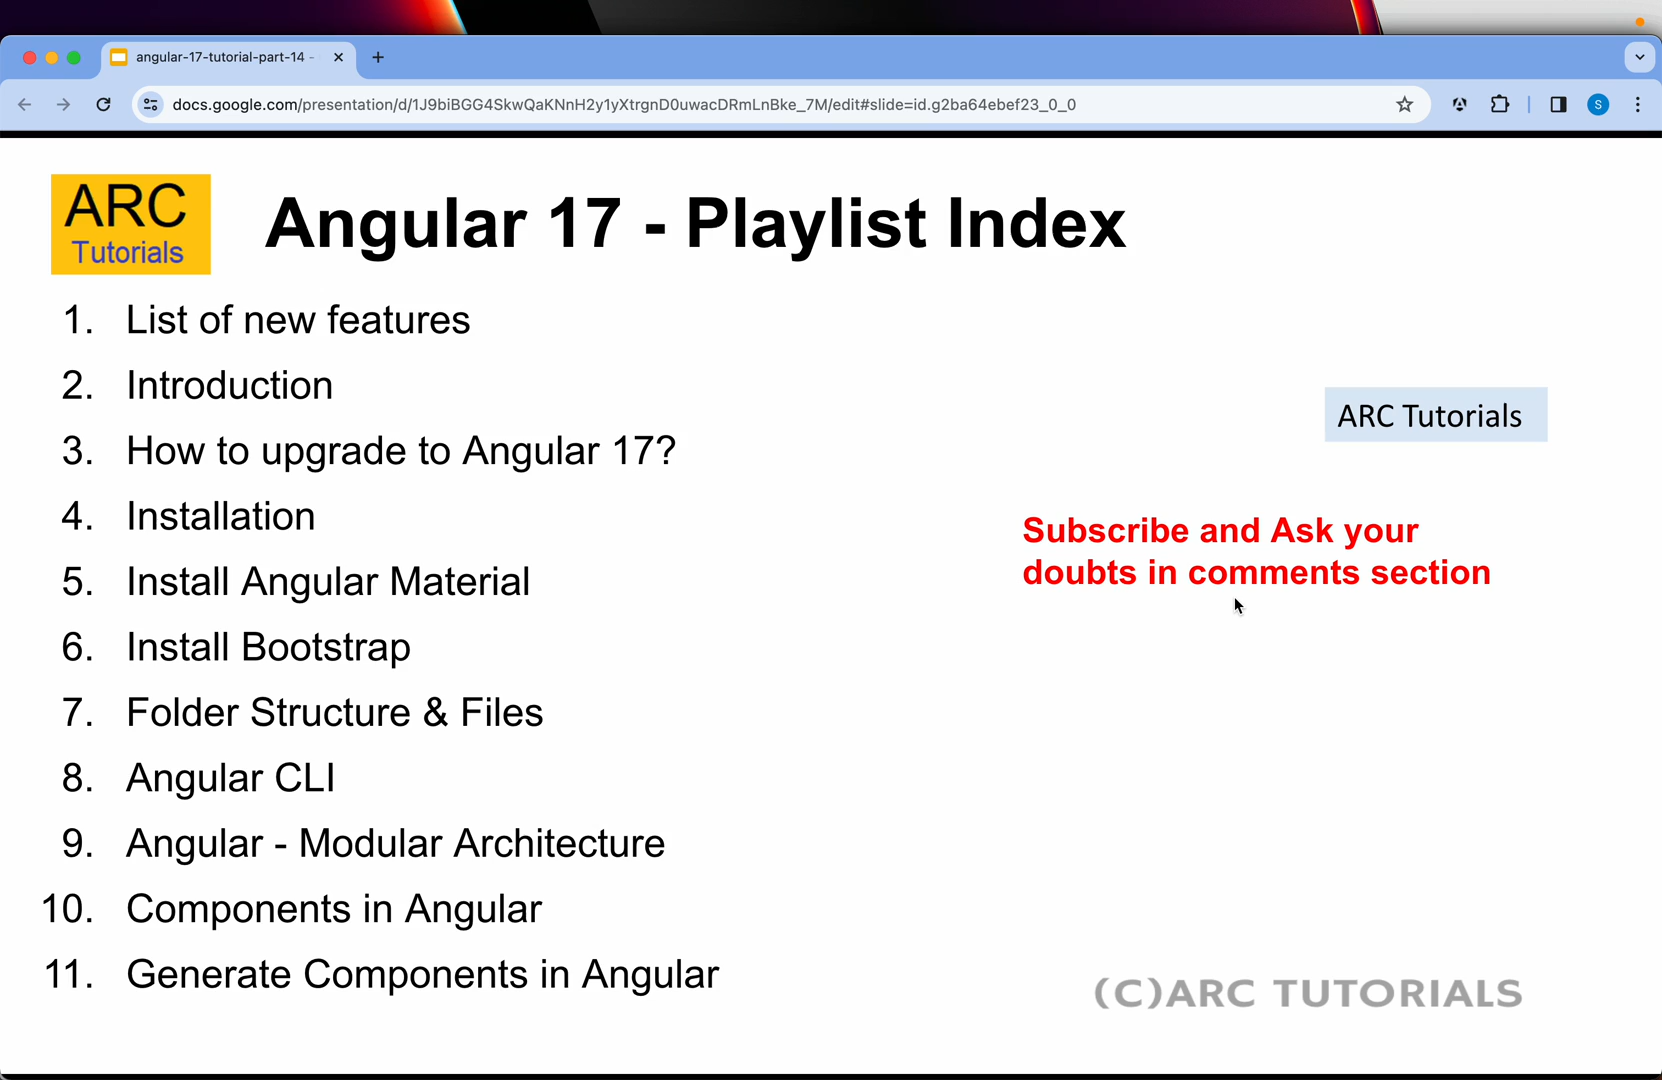 angular-17-tutorial-part-14 -
docs.google.com/presentation/d/1J9biBGG4SkwQaKNnH2y1yXtrgnD0uwacDRmLnBke_7M/edit#slide=id.g2ba64ebef23_0_0
S
ARC
Tutorials
Angular 17 - Playlist Index
1. List of new features
2. Introduction
3. How to upgrade to Angular 17?
4. Installation
5. Install Angular Material
6. Install Bootstrap
7. Folder Structure & Files
8. Angular CLI
9. Angular - Modular Architecture
10. Components in Angular
11. Generate Components in Angular
ARC Tutorials
Subscribe and Ask your
doubts in comments section
(C)ARC TUTORIALS